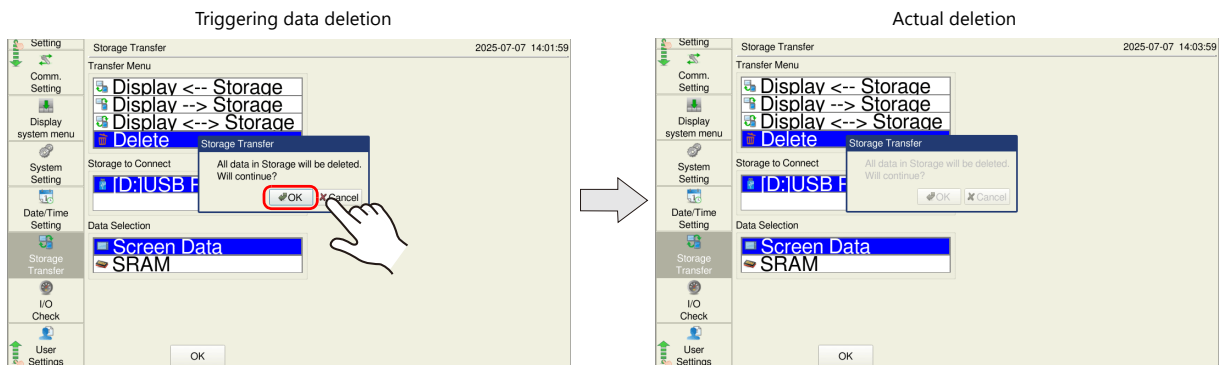 Triggering data deletion
Setting
Storage Transfer
2025-07-07 14:01:59
Transfer Menu
Comm.
Setting
Display <-- Storage
Display --> Storage
Display <--> Storage
Delete
Display
system menu
Storage Transfer
All data in Storage will be deleted.
Will continue?
OK
Cancel
Storage to Connect
[D:]USB
System
Setting
Date/Time
Setting
Data Selection
Screen Data
SRAM
Storage
Transfer
I/O
Check
User
Settings
OK
Actual deletion
Setting
Storage Transfer
2025-07-07 14:03:59
Transfer Menu
Comm.
Setting
Display <-- Storage
Display --> Storage
Display <--> Storage
Delete
Display
system menu
Storage Transfer
All data in Storage will be deleted.
Will continue?
OK
Cancel
Storage to Connect
[D:]USB
System
Setting
Date/Time
Setting
Data Selection
Screen Data
SRAM
Storage
Transfer
I/O
Check
User
Settings
OK